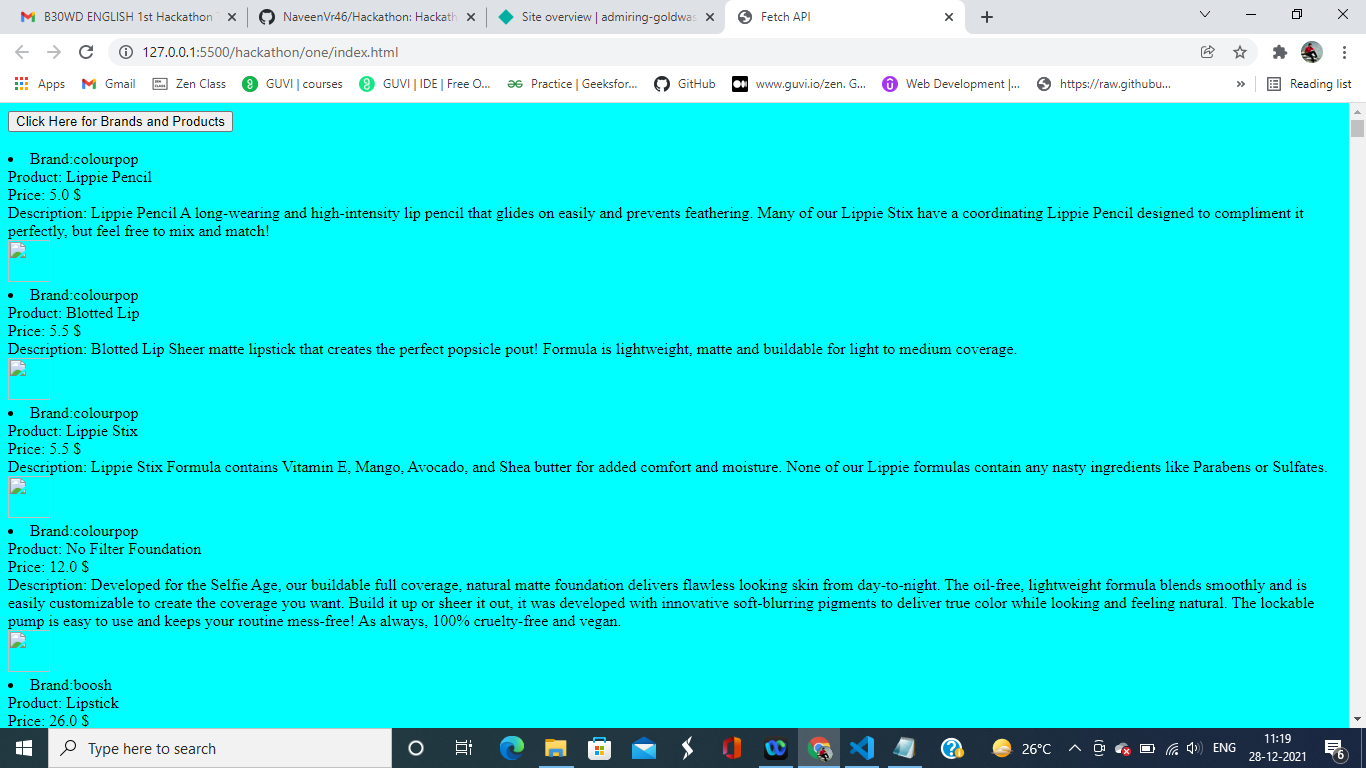 B30WD ENGLISH 1st Hackathon
NaveenVr46/Hackathon: Hackath
Site overview | admiring-goldwas
Fetch API
127.0.0.1:5500/hackathon/one/index.html
Apps
Gmail
Zen Class
GUVI | courses
GUVI | IDE | Free O...
Practice | Geeksfor...
GitHub
www.guvi.io/zen. G...
Web Development |...
https://raw.githubu...
»
Reading list
Click Here for Brands and Products
• Brand:colourpop
Product: Lippie Pencil
Price: 5.0 $
Description: Lippie Pencil A long-wearing and high-intensity lip pencil that glides on easily and prevents feathering. Many of our Lippie Stix have a coordinating Lippie Pencil designed to compliment it
perfectly, but feel free to mix and match!
• Brand:colourpop
Product: Blotted Lip
Price: 5.5 $
Description: Blotted Lip Sheer matte lipstick that creates the perfect popsicle pout! Formula is lightweight, matte and buildable for light to medium coverage.
• Brand:colourpop
Product: Lippie Stix
Price: 5.5 $
Description: Lippie Stix Formula contains Vitamin E, Mango, Avocado, and Shea butter for added comfort and moisture. None of our Lippie formulas contain any nasty ingredients like Parabens or Sulfates.
• Brand:colourpop
Product: No Filter Foundation
Price: 12.0 $
Description: Developed for the Selfie Age, our buildable full coverage, natural matte foundation delivers flawless looking skin from day-to-night. The oil-free, lightweight formula blends smoothly and is
easily customizable to create the coverage you want. Build it up or sheer it out, it was developed with innovative soft-blurring pigments to deliver true color while looking and feeling natural. The lockable
pump is easy to use and keeps your routine mess-free! As always, 100% cruelty-free and vegan.
• Brand:boosh
Product: Lipstick
Price: 26.0 $
Type here to search
26°C
ENG
11:19
28-12-2021
6